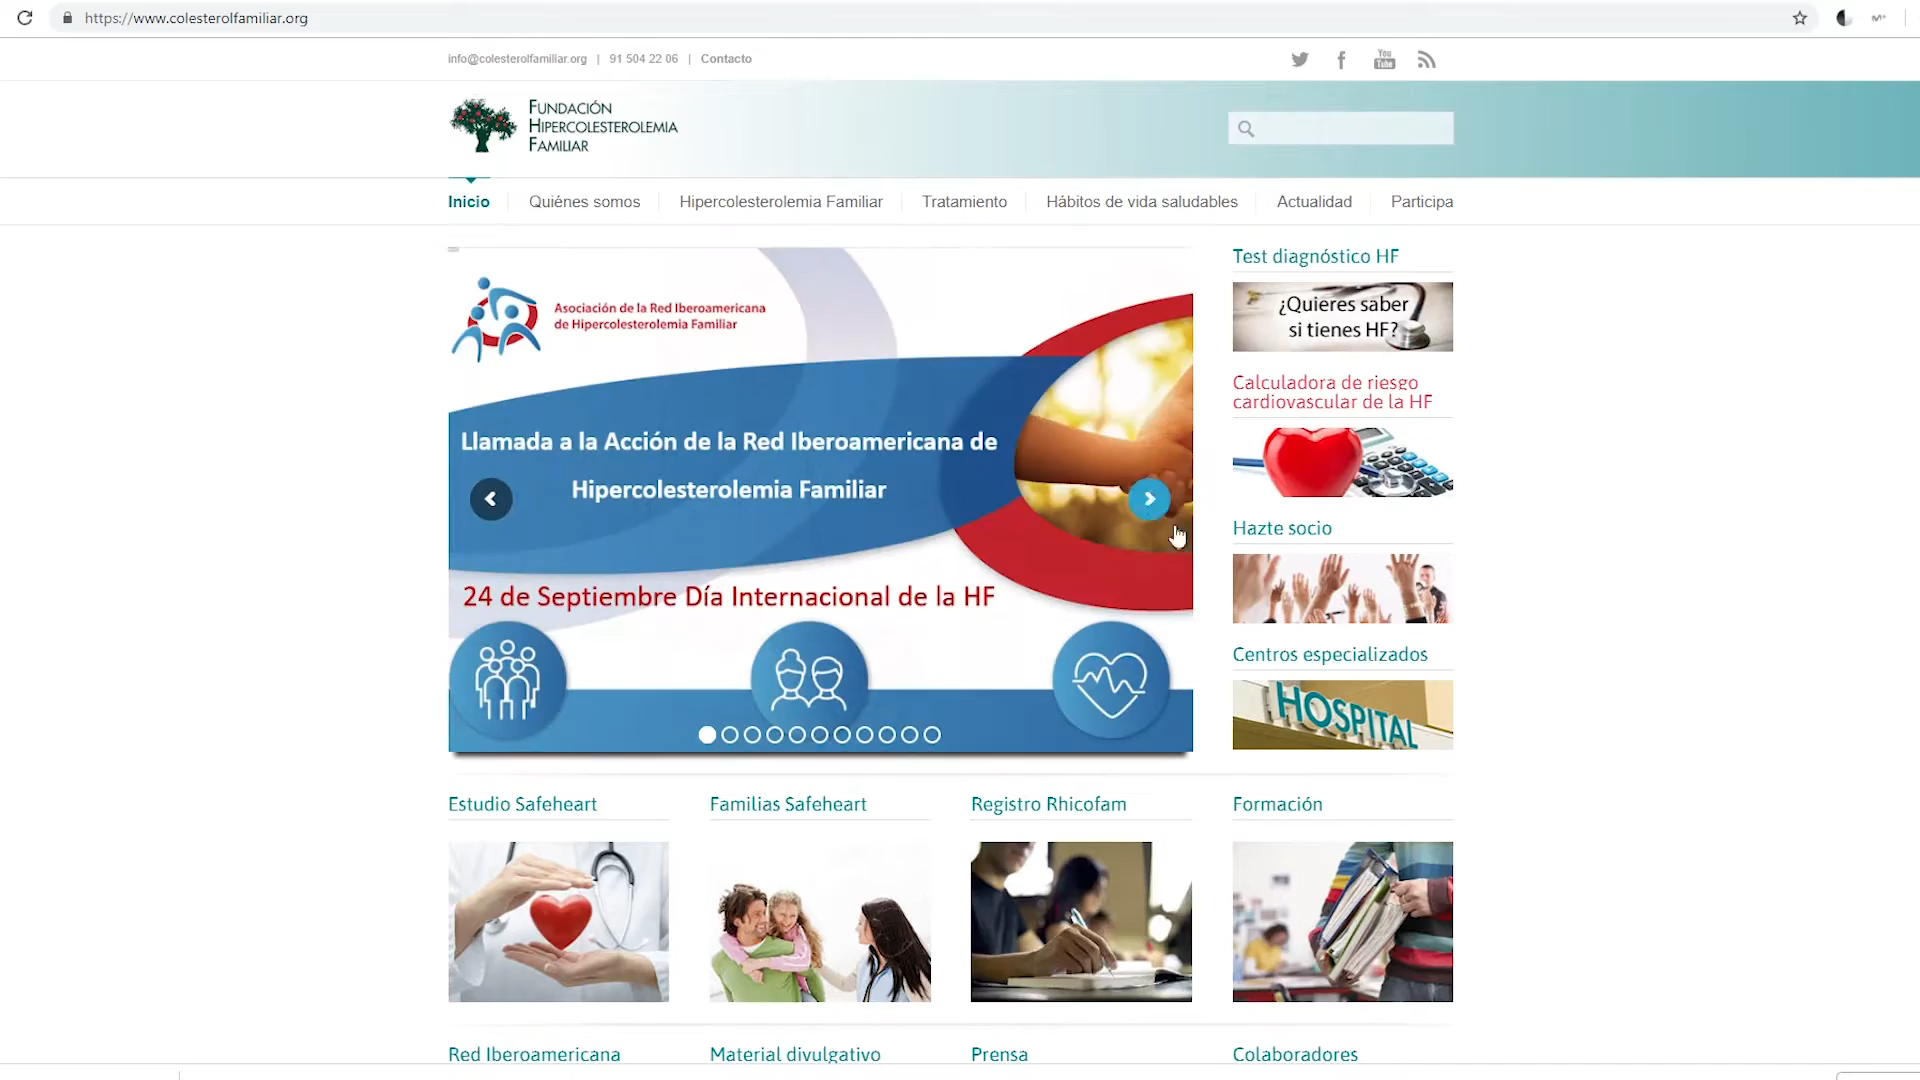 https://www.colesterolfamiliar.org
info@colesterolfamiliar.org | 91 504 22 06 | Contacto
You
Tube
FUNDACIÓN
HIPERCOLESTEROLEMIA
FAMILIAR
Inicio
Quiénes somos
Hipercolesterolemia Familiar
Tratamiento
Hábitos de vida saludables
Actualidad
Participa
Asociación de la Red Iberoamericana
de Hipercolesterolemia Familiar
Llamada a la Acción de la Red Iberoamericana de
Hipercolesterolemia Familiar
24 de Septiembre Día Internacional de la HF
Test diagnóstico HF
¿Quieres saber
si tienes HF?
Calculadora de riesgo
cardiovascular de la HF
Hazte socio
Centros especializados
HOSPITAL
Estudio Safeheart
Familias Safeheart
Registro Rhicofam
Formación
Red Iberoamericana
Material divulgativo
Prensa
Colaboradores